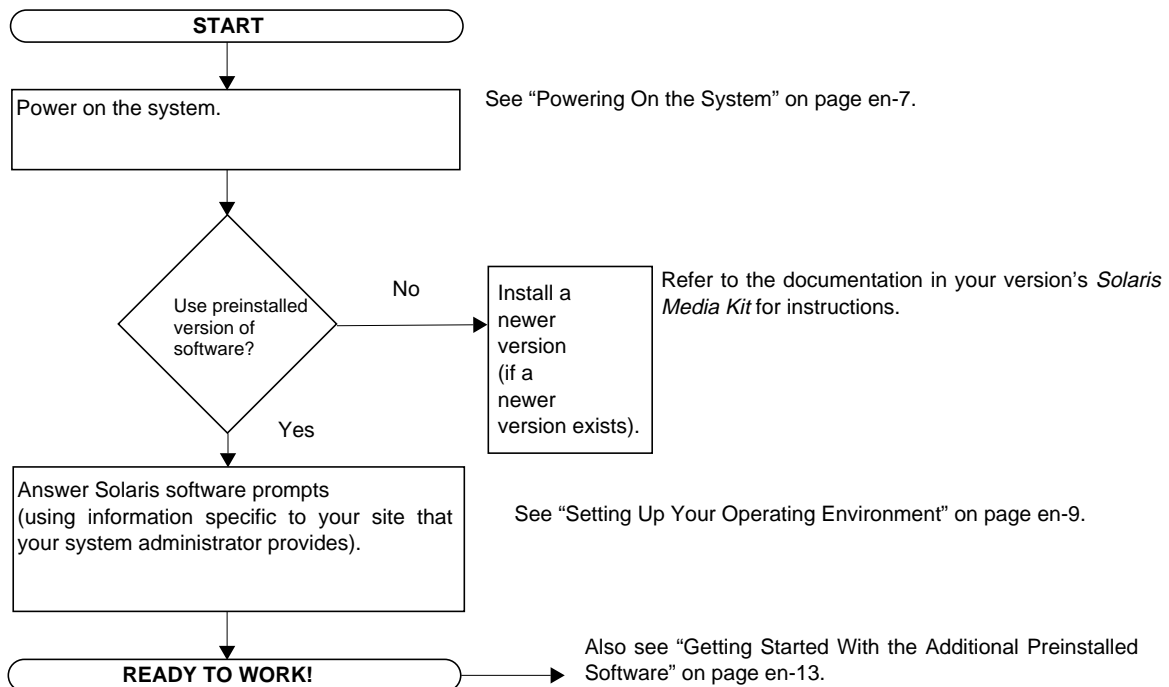 START
Power on the system.
See “Powering On the System” on page en-7.
Use preinstalled
version of
software?
No
Install a
newer
version
(if a
newer
version exists).
Refer to the documentation in your version’s Solaris
Media Kit for instructions.
Yes
Answer Solaris software prompts
(using information specific to your site that
your system administrator provides).
See “Setting Up Your Operating Environment” on page en-9.
READY TO WORK!
Also see “Getting Started With the Additional Preinstalled
Software” on page en-13.